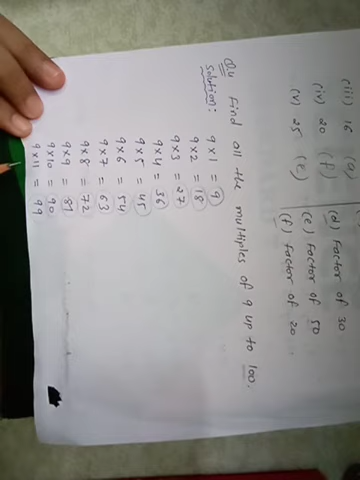 (iii) 16 (d) (d) Factor of 30
(iv) 20 (f) (e) Factor of 50
(v) 25 (e) (f) Factor of 20.
Q4 Find all the multiples of 9 up to 100.
Solution:
9 x 1 = 9
9 x 2 = 18
9 x 3 = 27
9 x 4 = 36
9 x 5 = 45
9 x 6 = 54
9 x 7 = 63
9 x 8 = 72
9 x 9 = 81
9 x 10 = 90
9 x 11 = 99